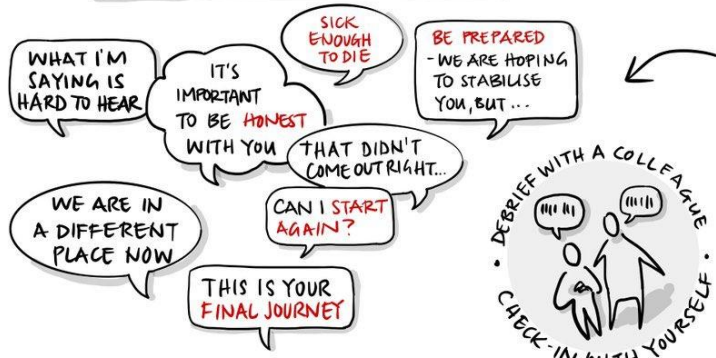 WHAT I'M
SAYING IS
HARD TO HEAR
IT'S
IMPORTANT
TO BE HONEST
WITH YOU
SICK
ENOUGH
TO DIE
BE PREPARED
- WE ARE HOPING
TO STABILISE
YOU, BUT...
THAT DIDN'T
COME OUT RIGHT...
CAN I START
AGAIN?
WE ARE IN
A DIFFERENT
PLACE NOW
THIS IS YOUR
FINAL JOURNEY
DEBRIEF WITH A COLLEAGUE
CHECK-IN WITH YOURSELF